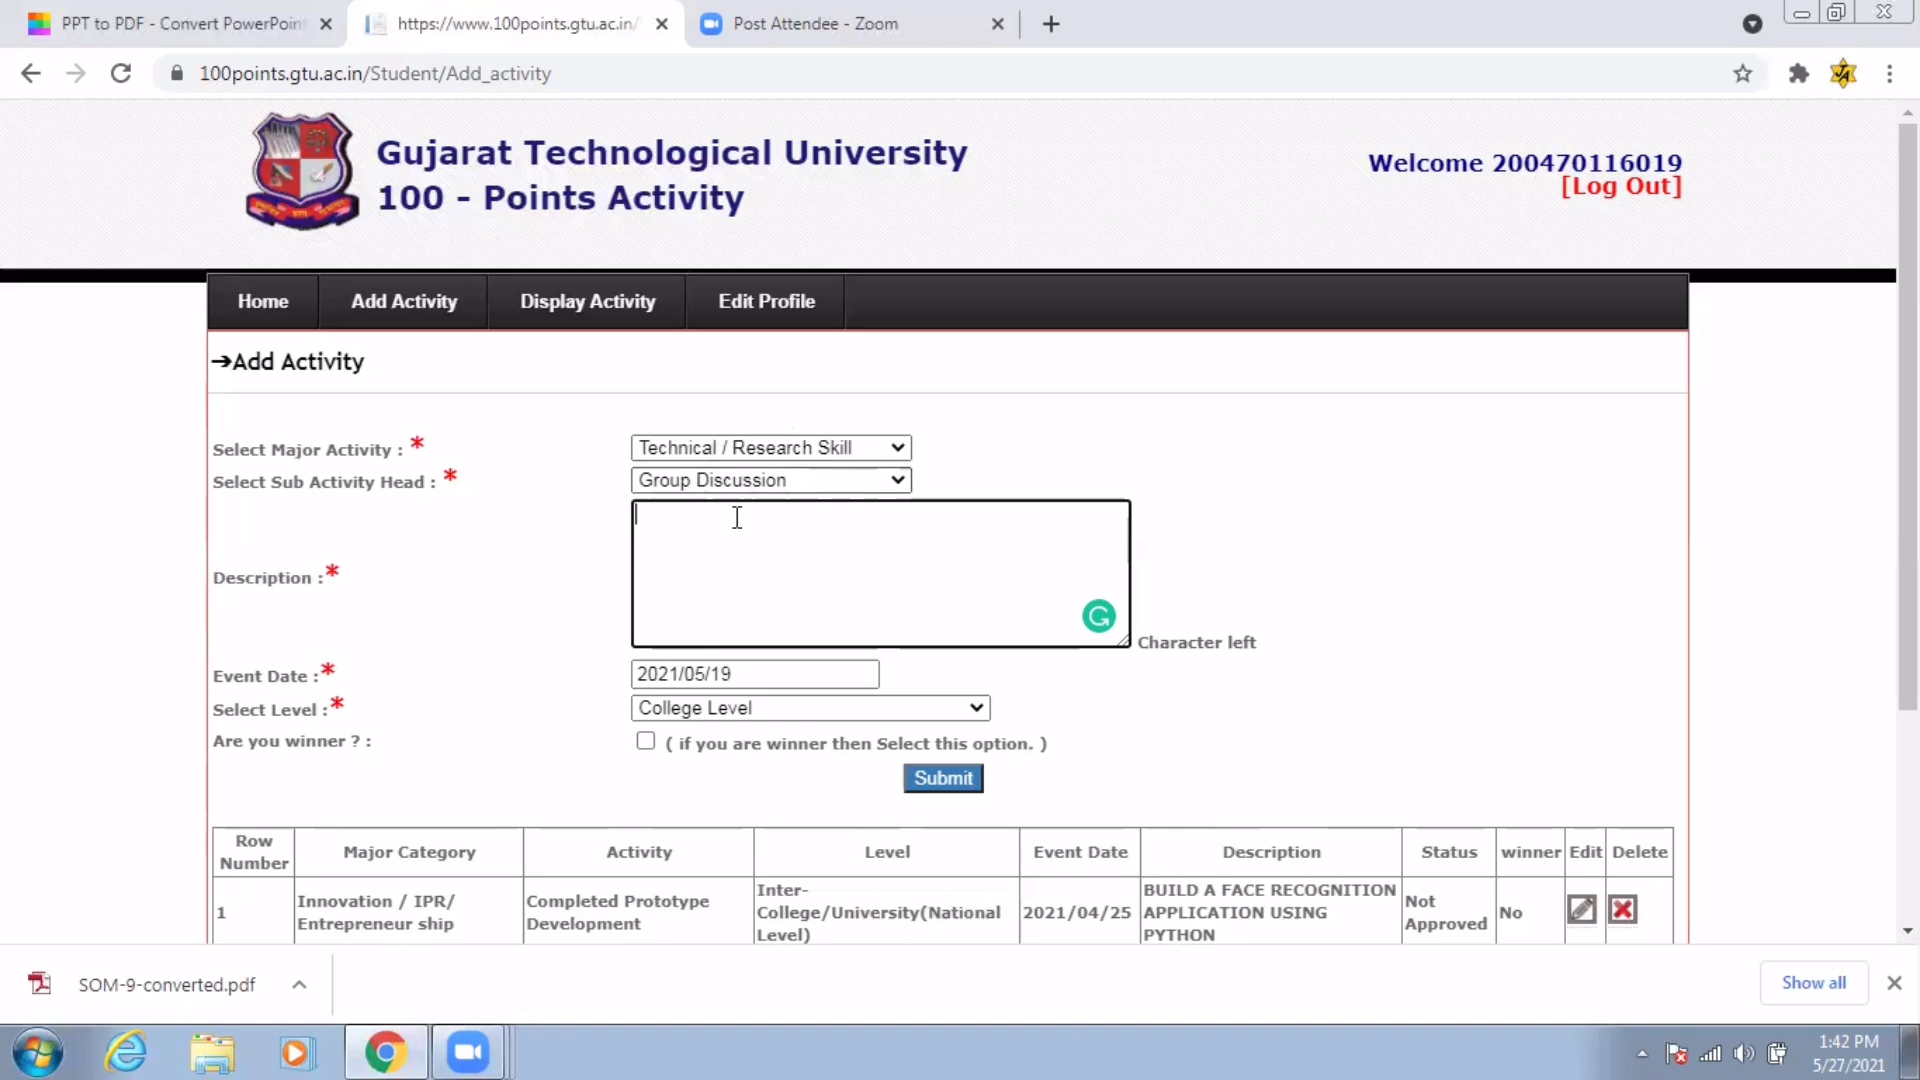 PPT to PDF - Convert PowerPoin
https://www.100points.gtu.ac.in/
Post Attendee - Zoom
100points.gtu.ac.in/Student/Add_activity
Gujarat Technological University
100 - Points Activity
Welcome 200470116019
[Log Out]
Home
Add Activity
Display Activity
Edit Profile
➔Add Activity
Select Major Activity : *
Technical / Research Skill
Select Sub Activity Head : *
Group Discussion
Description :*
Character left
Event Date :*
2021/05/19
Select Level :*
College Level
Are you winner ? :
( if you are winner then Select this option. )
Submit
Row Number
Major Category
Activity
Level
Event Date
Description
Status
winner
Edit
Delete
1
Innovation / IPR/
Entrepreneur ship
Completed Prototype
Development
Inter-
College/University(National
Level)
2021/04/25
BUILD A FACE RECOGNITION
APPLICATION USING
PYTHON
Not
Approved
No
SOM-9-converted.pdf
Show all
1:42 PM
5/27/2021